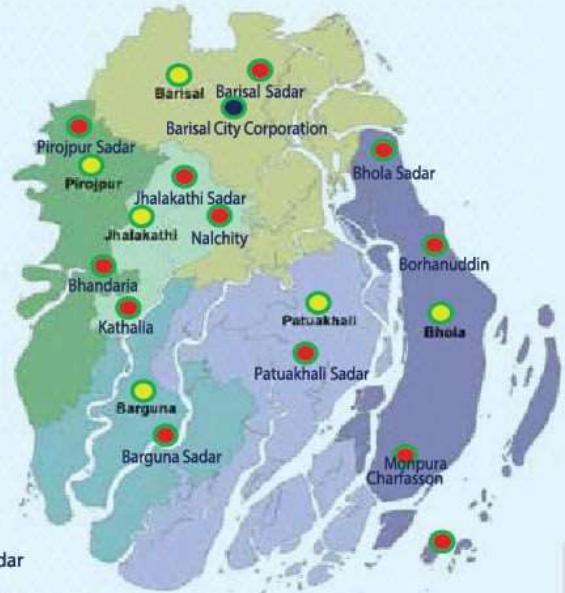 Barisal
Barisal Sadar
Barisal City Corporation
Pirojpur Sadar
Pirojpur
Bhola Sadar
Jhalakathi Sadar
Jhalakathi
Nalchity
Borhanuddin
Bhandaria
Kathalia
Patuakhali
Bhola
Patuakhali Sadar
Barguna
Barguna Sadar
Monpura
Charfasson
dar